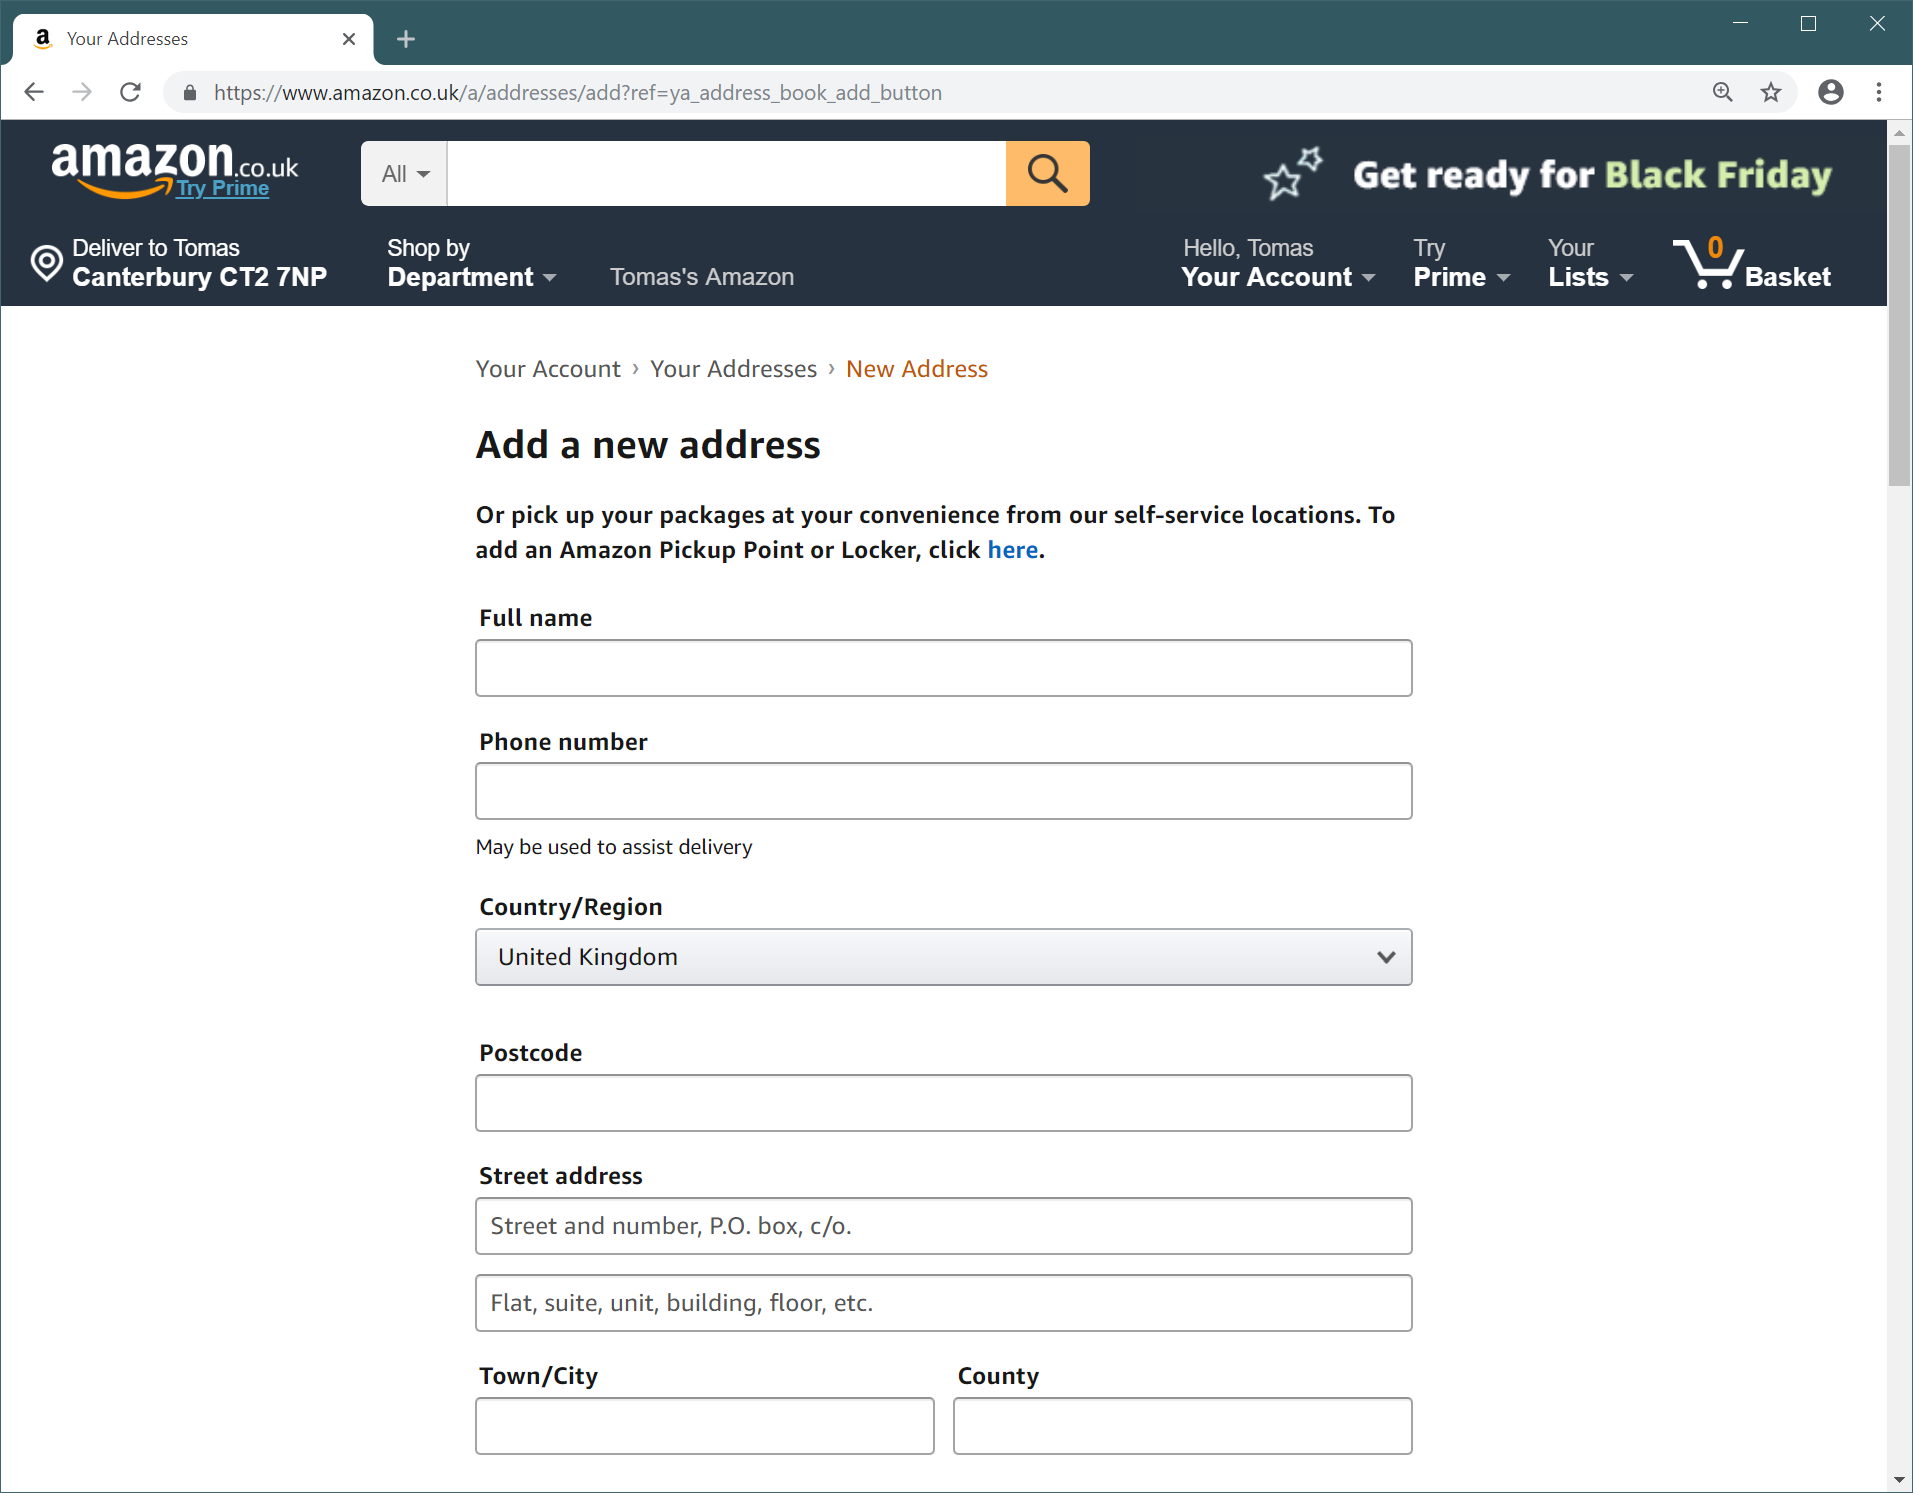 Your Addresses
https://www.amazon.co.uk/a/addresses/add?ref=ya_address_book_add_button
amazon.co.uk
Try Prime
All
Get ready for Black Friday
Deliver to Tomas
Canterbury CT2 7NP
Shop by
Department
Tomas's Amazon
Hello, Tomas
Your Account
Try
Prime
Your
Lists
0
Basket
Your Account › Your Addresses › New Address
Add a new address
Or pick up your packages at your convenience from our self-service locations. To
add an Amazon Pickup Point or Locker, click here.
Full name
Phone number
May be used to assist delivery
Country/Region
United Kingdom
Postcode
Street address
Street and number, P.O. box, c/o.
Flat, suite, unit, building, floor, etc.
Town/City
County